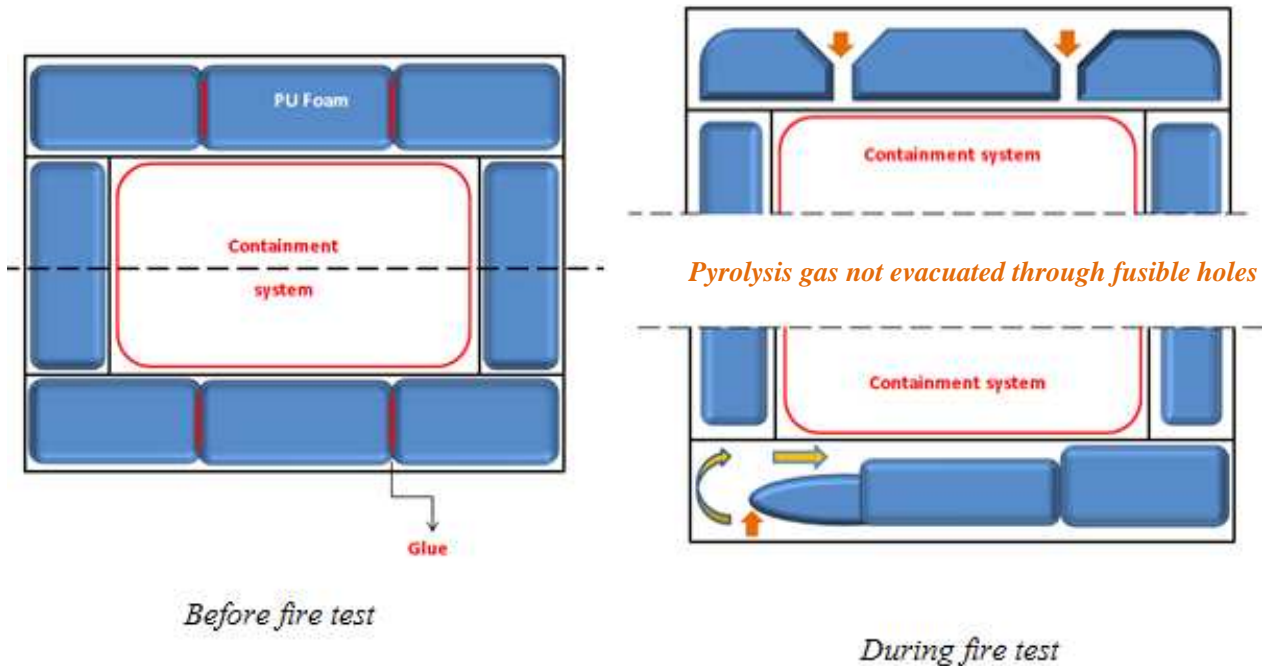 PU Foam
Containment
system
Glue
Before fire test
Containment system
Pyrolysis gas not evacuated through fusible holes
Containment system
During fire test